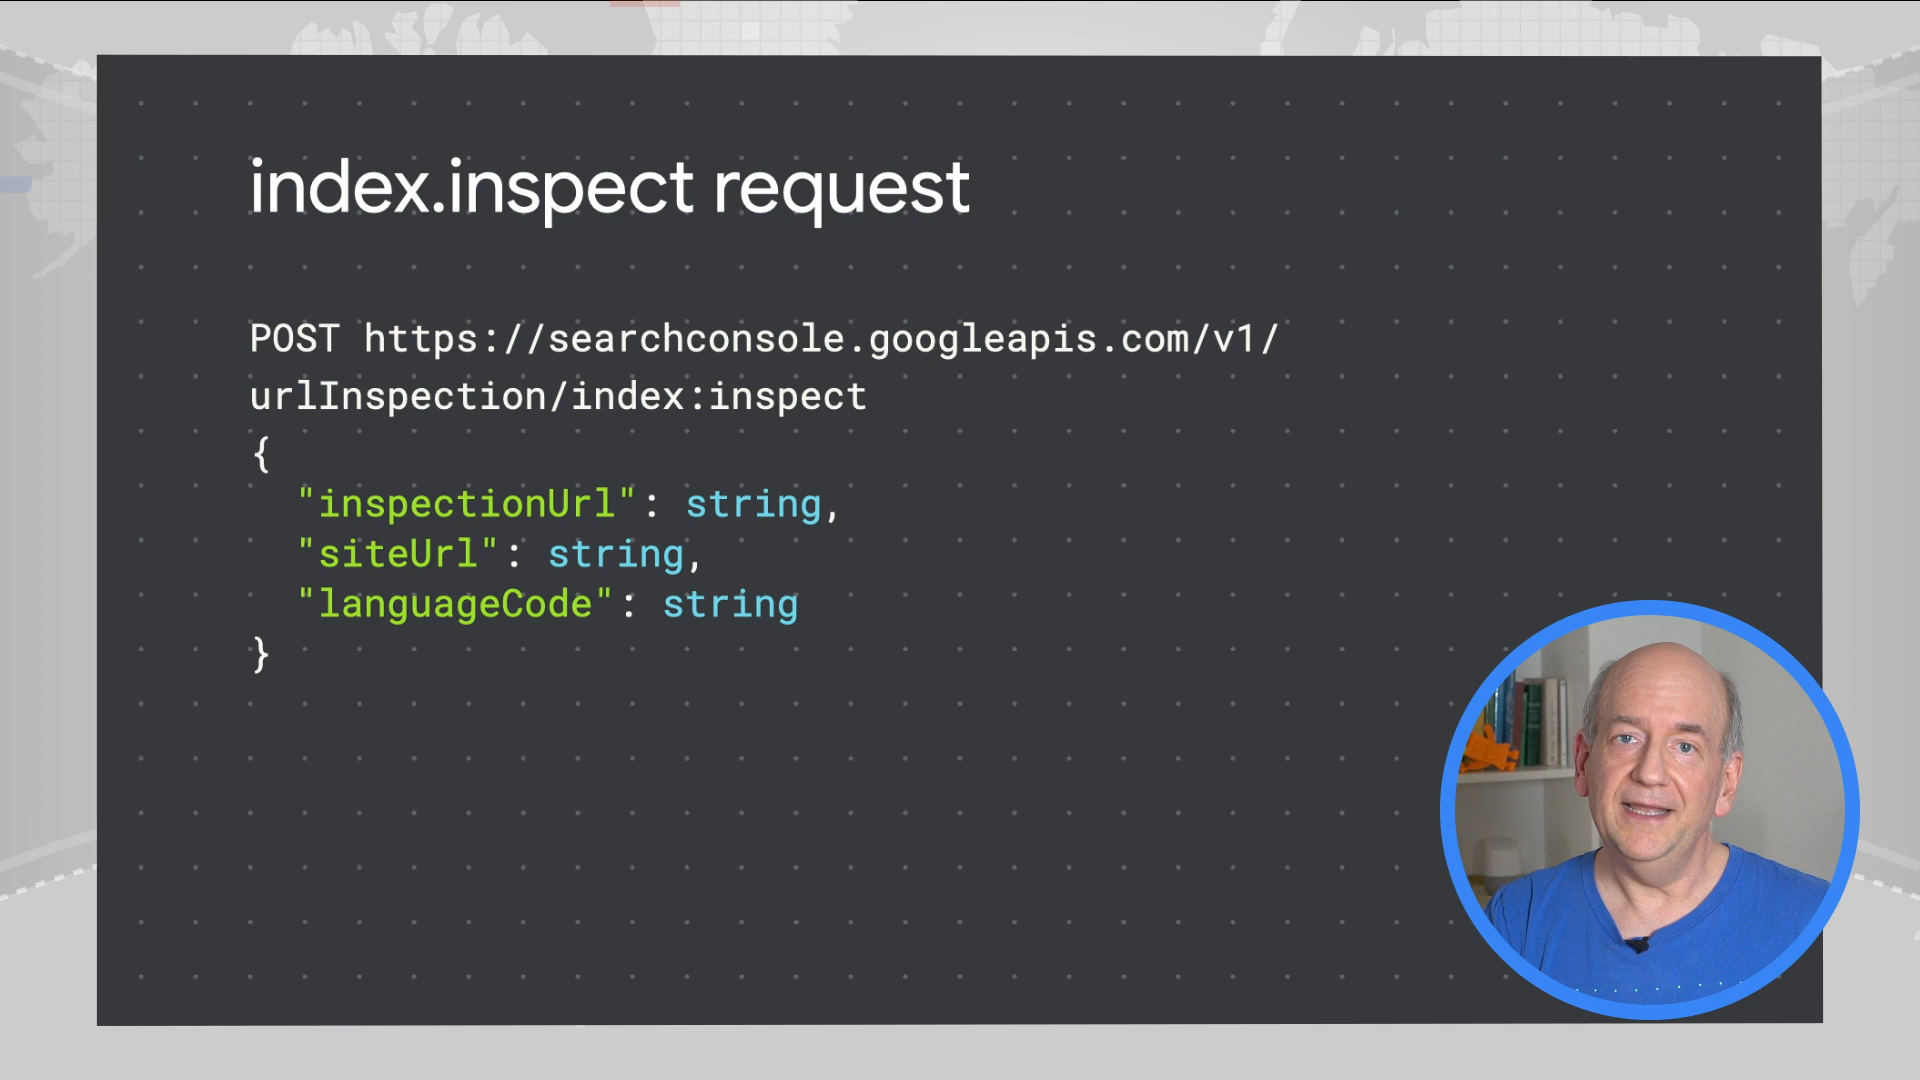 index.inspect request
POST https://searchconsole.googleapis.com/v1/
urlInspection/index:inspect
{
"inspectionUrl": string,
"siteUrl": string,
"languageCode": string
}